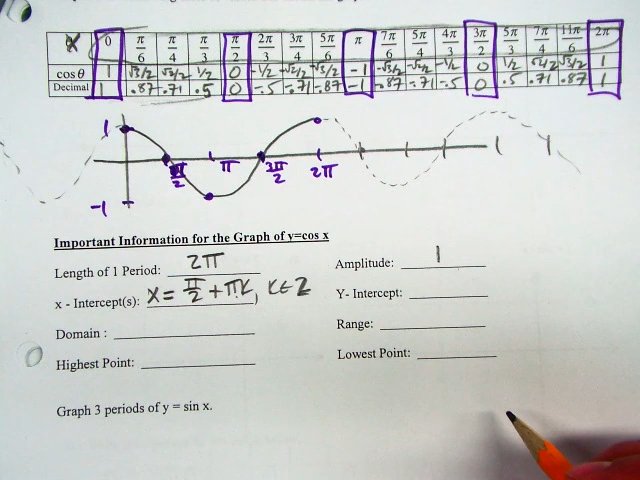 x 0 π/6 π/4 π/3 π/2 2π/3 3π/4 5π/6 π 7π/6 5π/4 4π/3 3π/2 5π/3 7π/4 11π/6 2π
cos θ 1 √3/2 √2/2 1/2 0 -1/2 -√2/2 -√3/2 -1 -√3/2 -√2/2 -1/2 0 1/2 √2/2 √3/2 1
Decimal 1 .87 .71 .5 0 -.5 -.71 -.87 -1 -.87 -.71 -.5 0 .5 .71 .87 1
1
π/2 π 3π/2 2π
-1
Important Information for the Graph of y=cos x
Length of 1 Period: 2π
Amplitude: 1
x - Intercept(s): x = π/2 + πk, k∈Z
Y- Intercept:
Domain :
Range:
Highest Point:
Lowest Point:
Graph 3 periods of y = sin x.